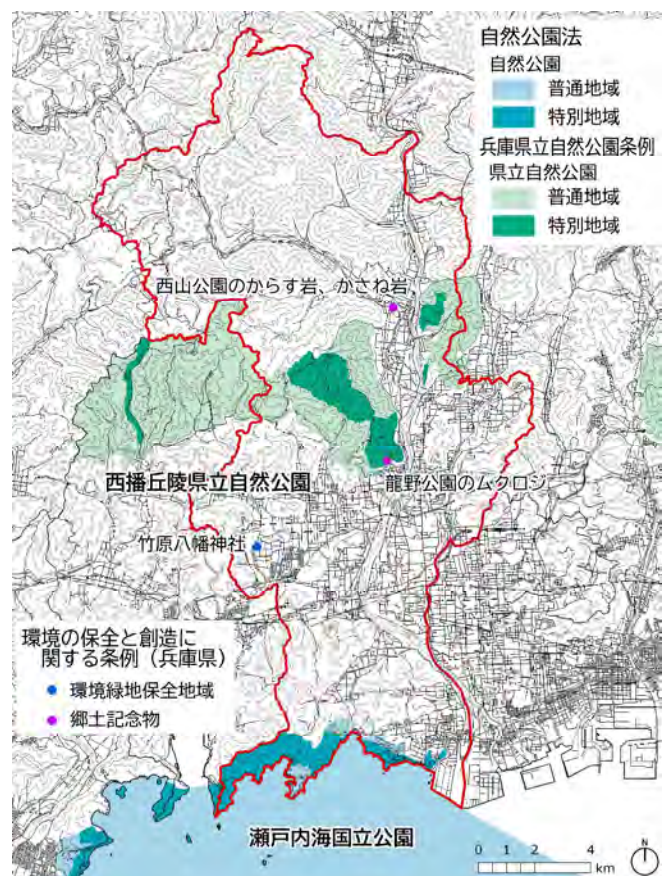 自然公園法
自然公園
普通地域
特別地域
兵庫県立自然公園条例
県立自然公園
普通地域
特別地域
西山公園のからす岩、かさね岩
西播丘陵県立自然公園
龍野公園のムクロジ
竹原八幡神社
環境の保全と創造に
関する条例（兵庫県）
環境緑地保全地域
郷土記念物
瀬戸内海国立公園
N
0 1 2 4
km